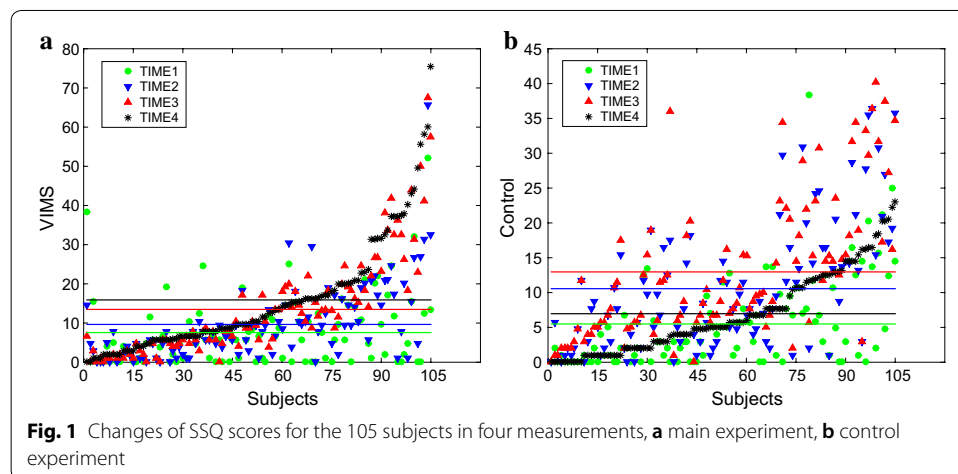 a
80
70
60
50
40
30
20
10
0
VIMS
TIME1
TIME2
TIME3
TIME4
0 15 30 45 60 75 90 105
Subjects
b
45
40
35
30
25
20
15
10
5
0
Control
TIME1
TIME2
TIME3
TIME4
0 15 30 45 60 75 90 105
Subjects
Fig. 1 Changes of SSQ scores for the 105 subjects in four measurements, a main experiment, b control
experiment